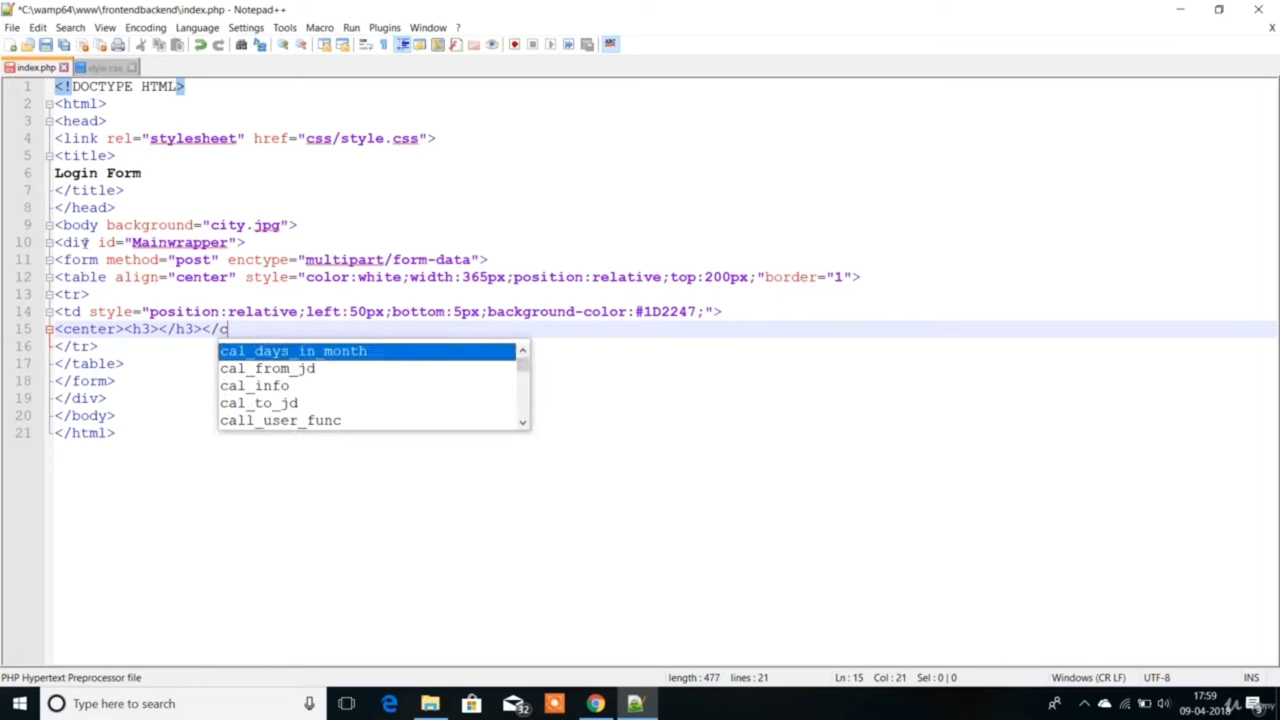 *C:\wamp64\www\frontendbackend\index.php - Notepad++
File Edit Search View Encoding Language Settings Tools Macro Run Plugins Window ? X
index.php style.css
1 <!DOCTYPE HTML>
2 <html>
3 <head>
4 <link rel="stylesheet" href="css/style.css">
5 <title>
6 Login Form
7 </title>
8 </head>
9 <body background="city.jpg">
10 <div id="Mainwrapper">
11 <form method="post" enctype="multipart/form-data">
12 <table align="center" style="color:white;width:365px;position:relative;top:200px;"border="1">
13 <tr>
14 <td style="position:relative;left:50px;bottom:5px;background-color:#1D2247;">
15 <center><h3></h3></c
cal_days_in_month
16 </tr>
cal_from_jd
17 </table>
cal_info
18 </form>
cal_to_jd
19 </div>
call_user_func
20 </body>
21 </html>
PHP Hypertext Preprocessor file length : 477 lines : 21 Ln : 15 Col : 21 Sel : 0 | 0 Windows (CR LF) UTF-8 INS
Type here to search 32 17:59
09-04-2018